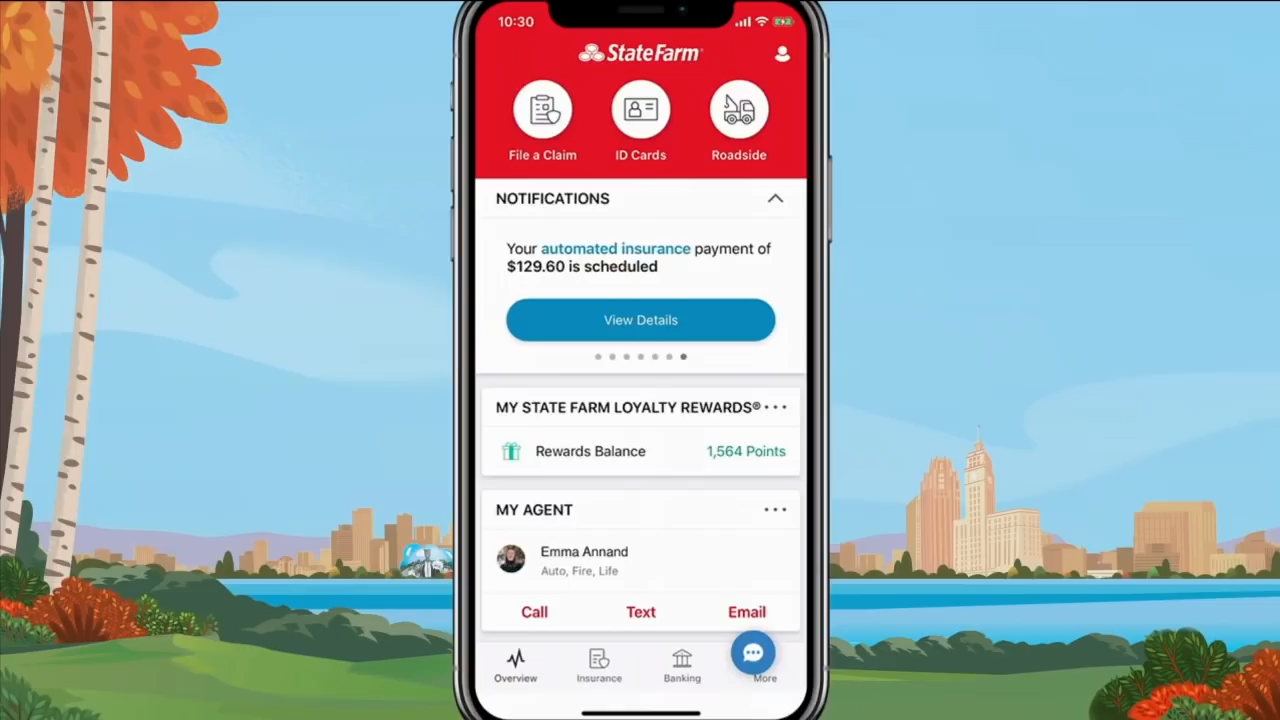 10:30
StateFarm®
File a Claim
ID Cards
Roadside
NOTIFICATIONS
Your automated insurance payment of
$129.60 is scheduled
View Details
MY STATE FARM LOYALTY REWARDS®
Rewards Balance
1,564 Points
MY AGENT
Emma Annand
Auto, Fire, Life
Call
Text
Email
Overview
Insurance
Banking
More